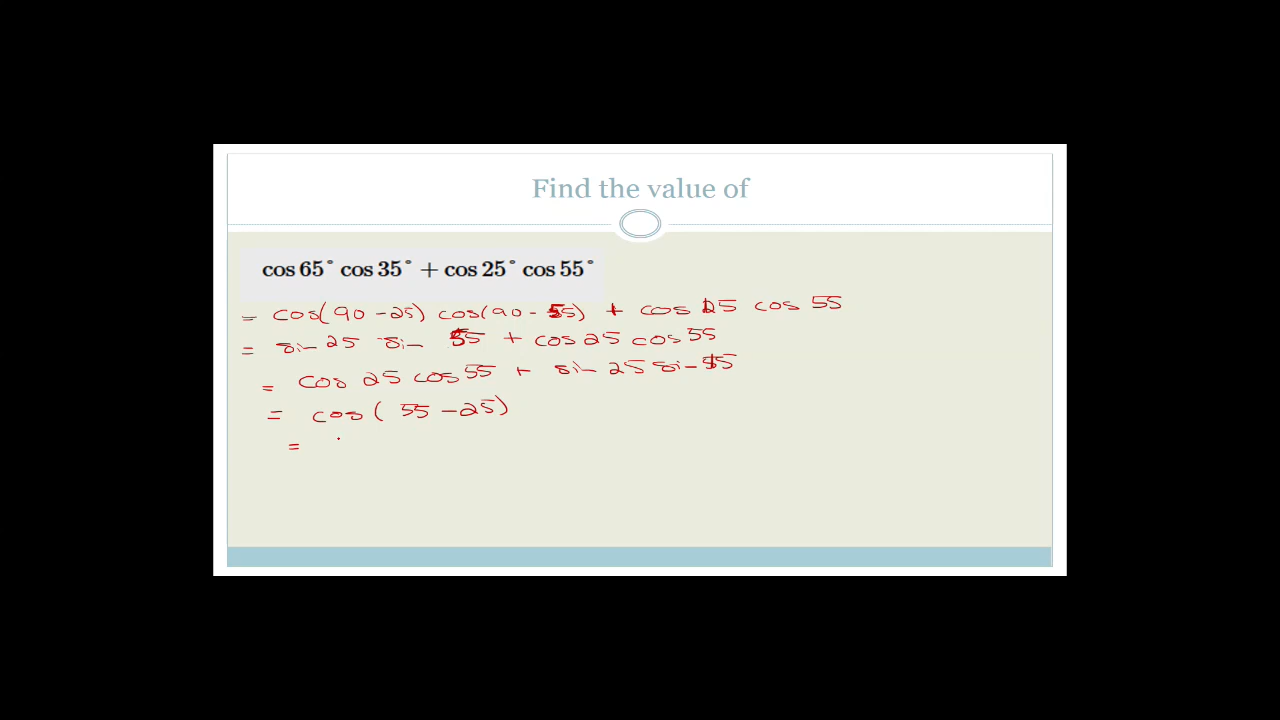 Find the value of
cos 65° cos 35° + cos 25° cos 55°
= cos(90 - 25) cos(90 - 55) + cos 25 cos 55
= sin 25 sin 55 + cos 25 cos 55
= cos 25 cos 55 + sin 25 sin 55
= cos ( 55 - 25)
=